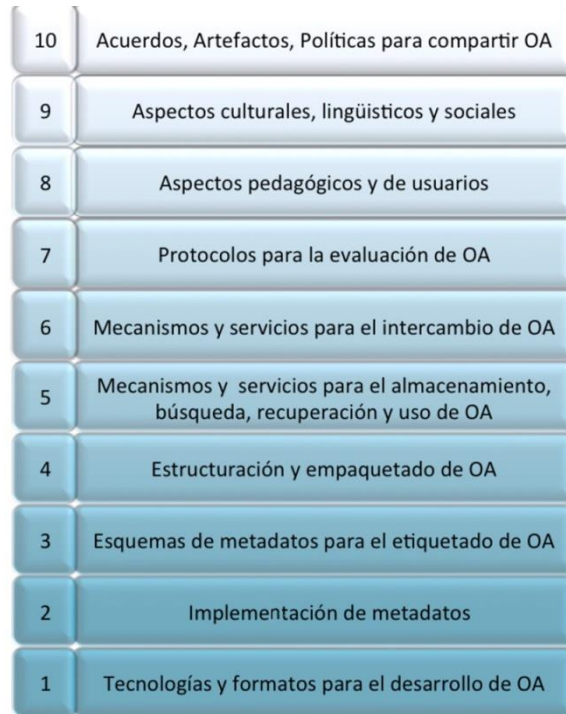 10 Acuerdos, Artefactos, Políticas para compartir OA
9 Aspectos culturales, lingüisticos y sociales
8 Aspectos pedagógicos y de usuarios
7 Protocolos para la evaluación de OA
6 Mecanismos y servicios para el intercambio de OA
5 Mecanismos y servicios para el almacenamiento,
búsqueda, recuperación y uso de OA
4 Estructuración y empaquetado de OA
3 Esquemas de metadatos para el etiquetado de OA
2 Implementación de metadatos
1 Tecnologías y formatos para el desarrollo de OA